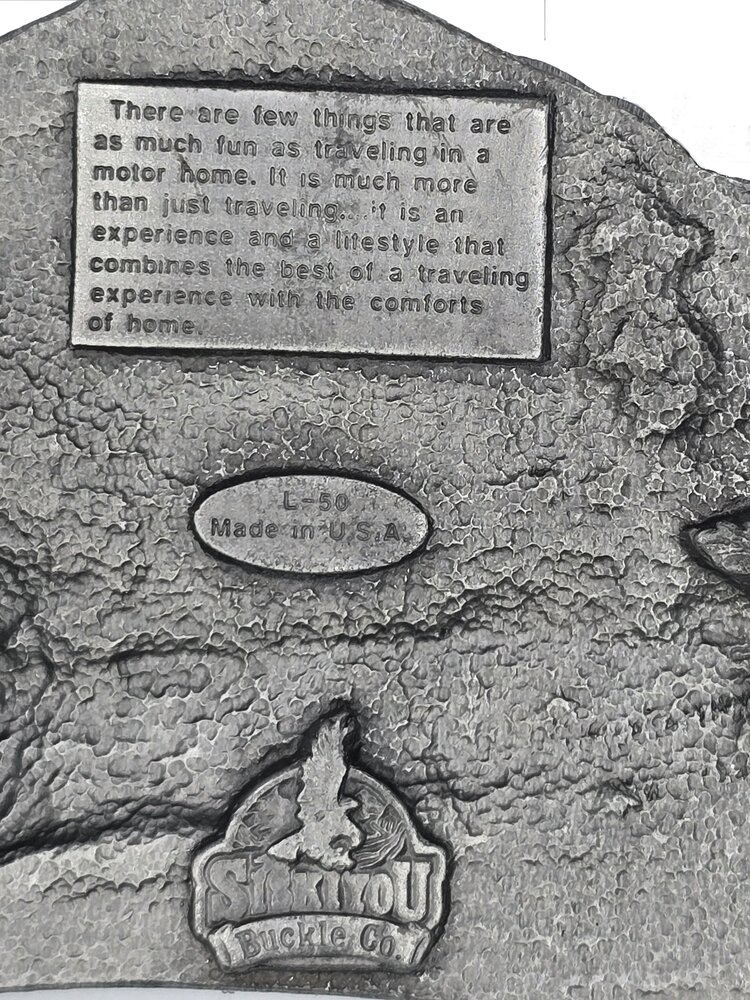 There are few things that are
as much fun as traveling in a
motor home. It is much more
than just traveling....it is an
experience and a lifestyle that
combines the best of a traveling
experience with the comforts
of home.
L-50
Made in U.S.A.
SISKIYOU
Buckle Co.